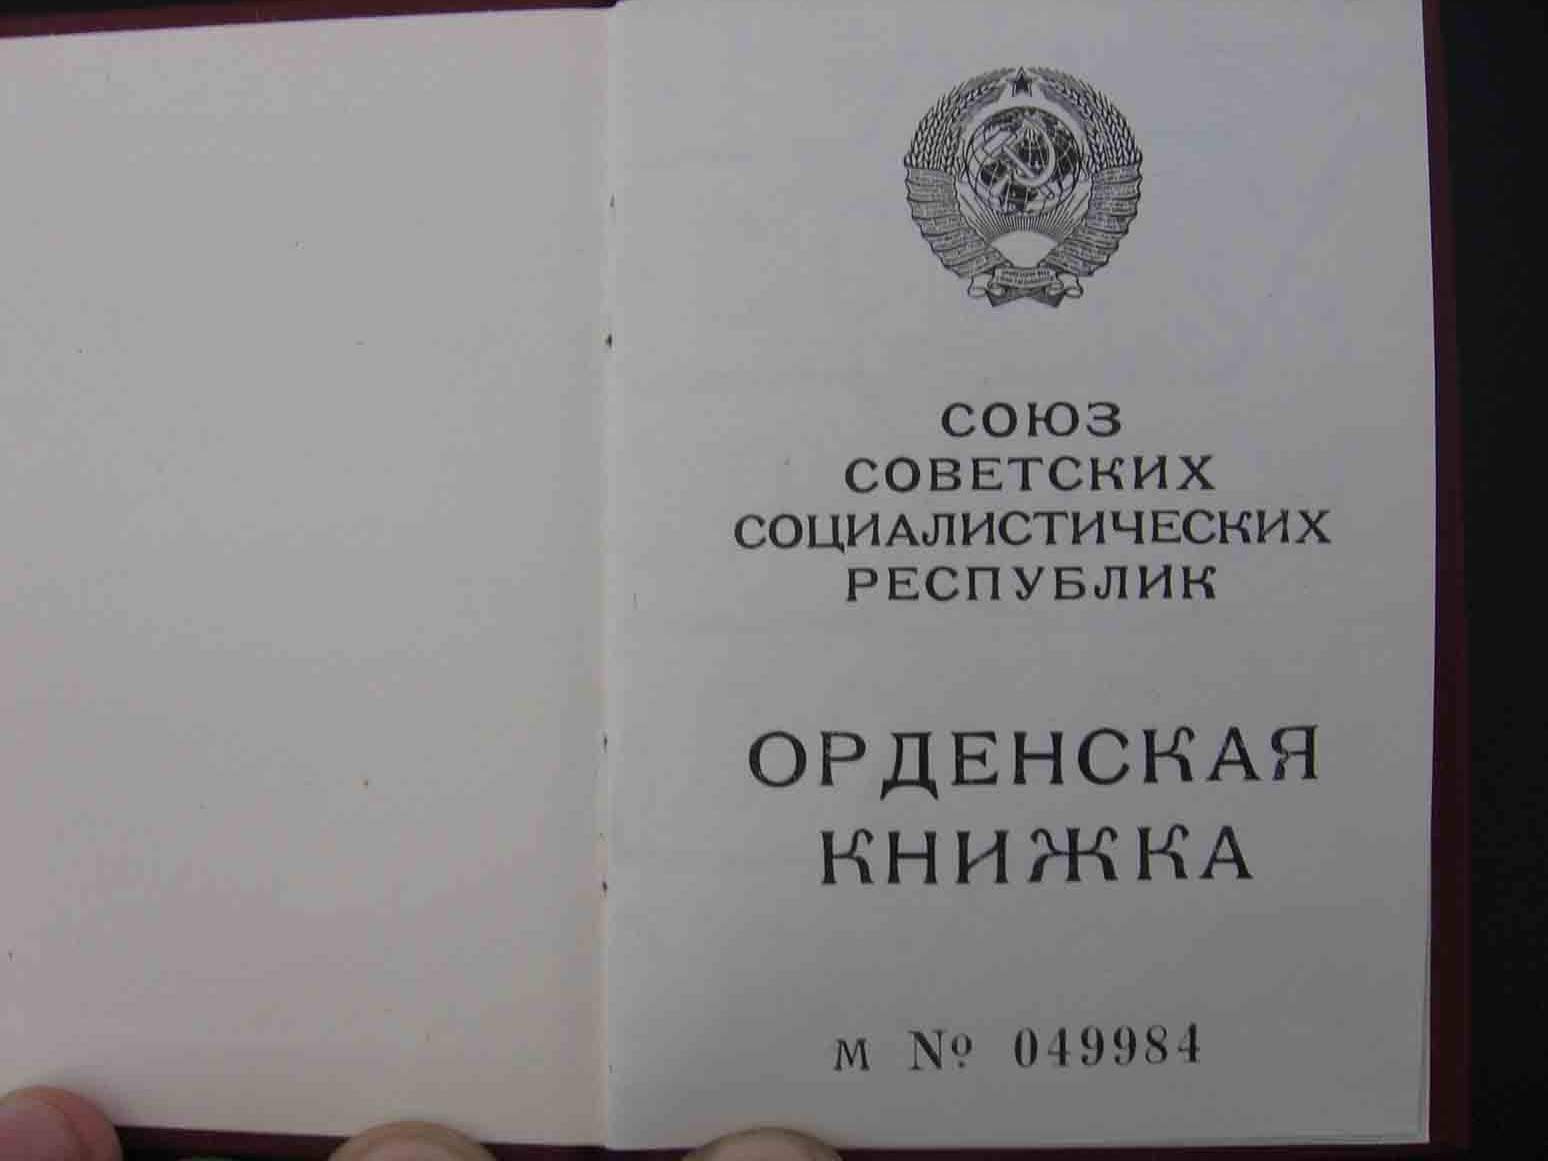 СОЮЗ
СОВЕТСКИХ
СОЦИАЛИСТИЧЕСКИХ
РЕСПУБЛИК
ОРДЕНСКАЯ
КНИЖКА
М № 049984